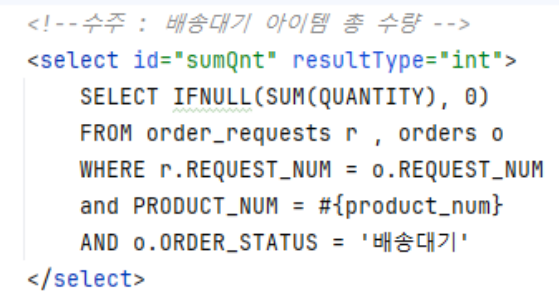 <!--수주 : 배송대기 아이템 총 수량 -->
<select id="sumQnt" resultType="int">
SELECT IFNULL(SUM(QUANTITY), 0)
FROM order_requests r , orders o
WHERE r.REQUEST_NUM = o.REQUEST_NUM
and PRODUCT_NUM = #{product_num}
AND o.ORDER_STATUS = '배송대기'
</select>